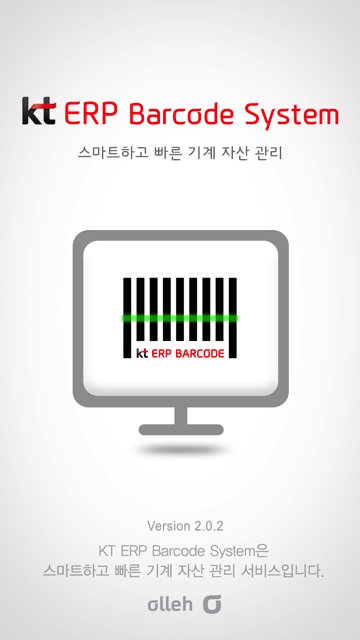 kt ERP Barcode System
스마트하고 빠른 기계 자산 관리
kt ERP BARCODE
Version 2.0.2
KT ERP Barcode System은
스마트하고 빠른 기계 자산 관리 서비스입니다.
olleh